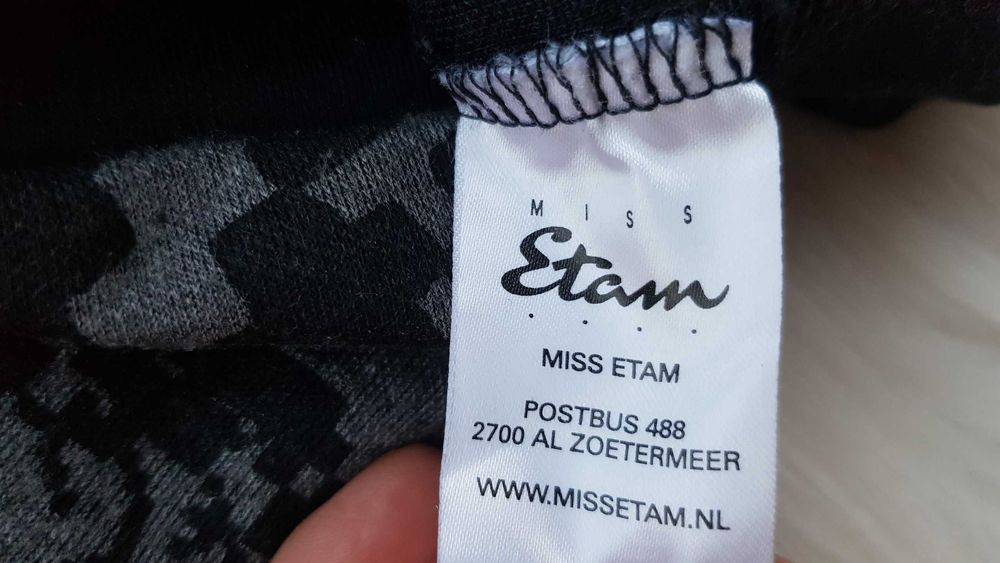 MISS
Etam
MISS ETAM
POSTBUS 488
2700 AL ZOETERMEER
WWW.MISSETAM.NL